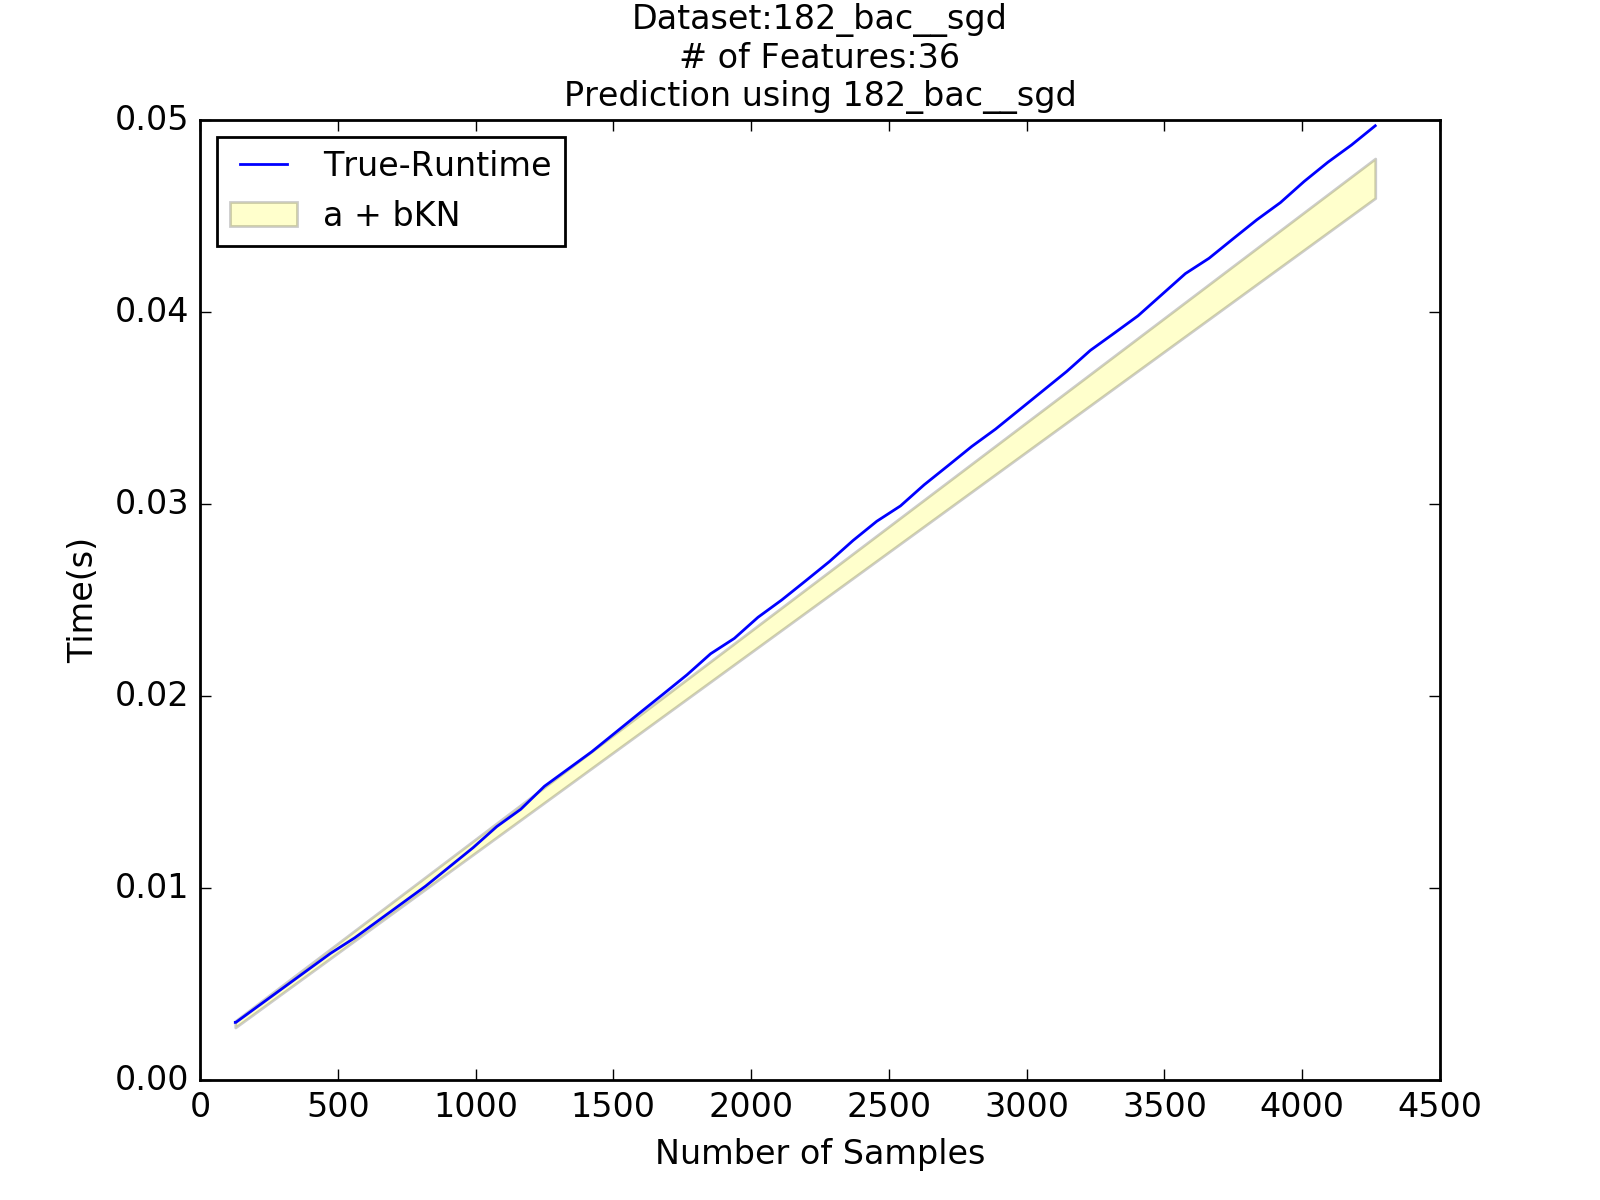 Dataset:182_bac__sgd
# of Features:36
Prediction using 182_bac__sgd
True-Runtime
a + bKN
0.05
0.04
0.03
0.02
0.01
0.00
Time(s)
0 500 1000 1500 2000 2500 3000 3500 4000 4500
Number of Samples